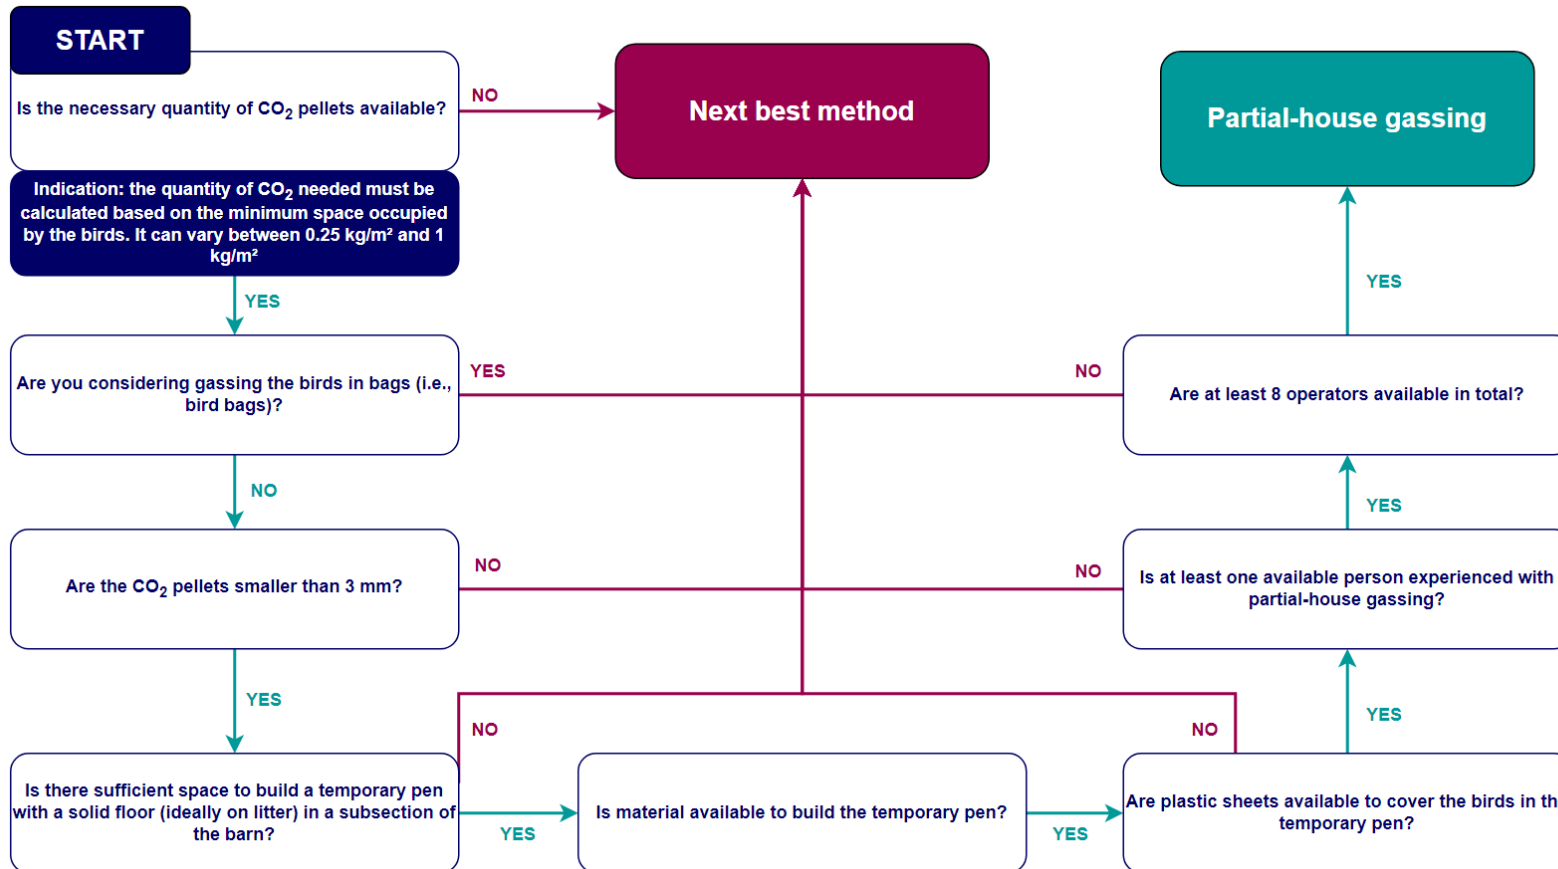 START
Is the necessary quantity of CO2 pellets available?
NO
Next best method
Partial-house gassing
Indication: the quantity of CO2 needed must be
calculated based on the minimum space occupied
by the birds. It can vary between 0.25 kg/m² and 1
kg/m²
YES
YES
Are you considering gassing the birds in bags (i.e.,
bird bags)?
YES
NO
Are at least 8 operators available in total?
NO
YES
Are the CO2 pellets smaller than 3 mm?
NO
NO
Is at least one available person experienced with
partial-house gassing?
YES
YES
NO
NO
Is there sufficient space to build a temporary pen
with a solid floor (ideally on litter) in a subsection of
the barn?
YES
Is material available to build the temporary pen?
YES
Are plastic sheets available to cover the birds in th
temporary pen?